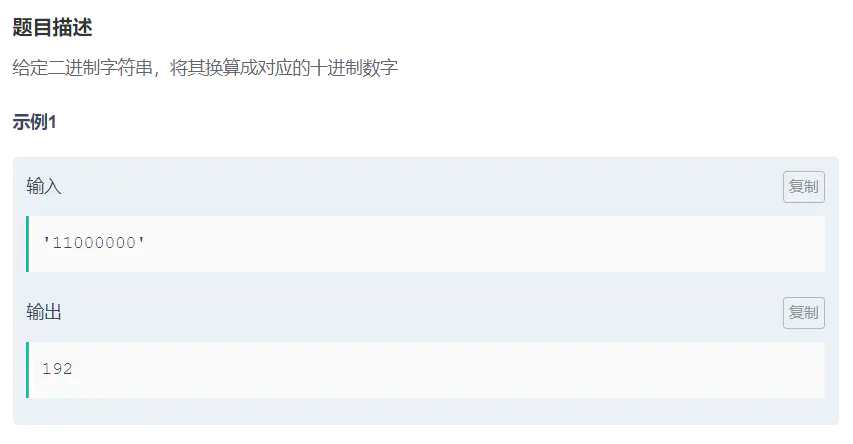 题目描述
给定二进制字符串，将其换算成对应的十进制数字
示例1
输入
复制
'11000000'
输出
复制
192